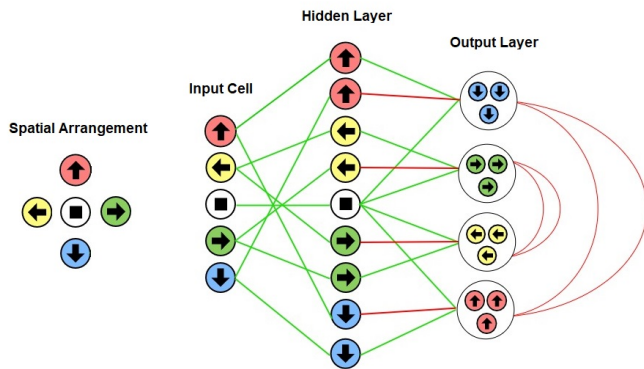 Hidden Layer
Output Layer
Input Cell
Spatial Arrangement